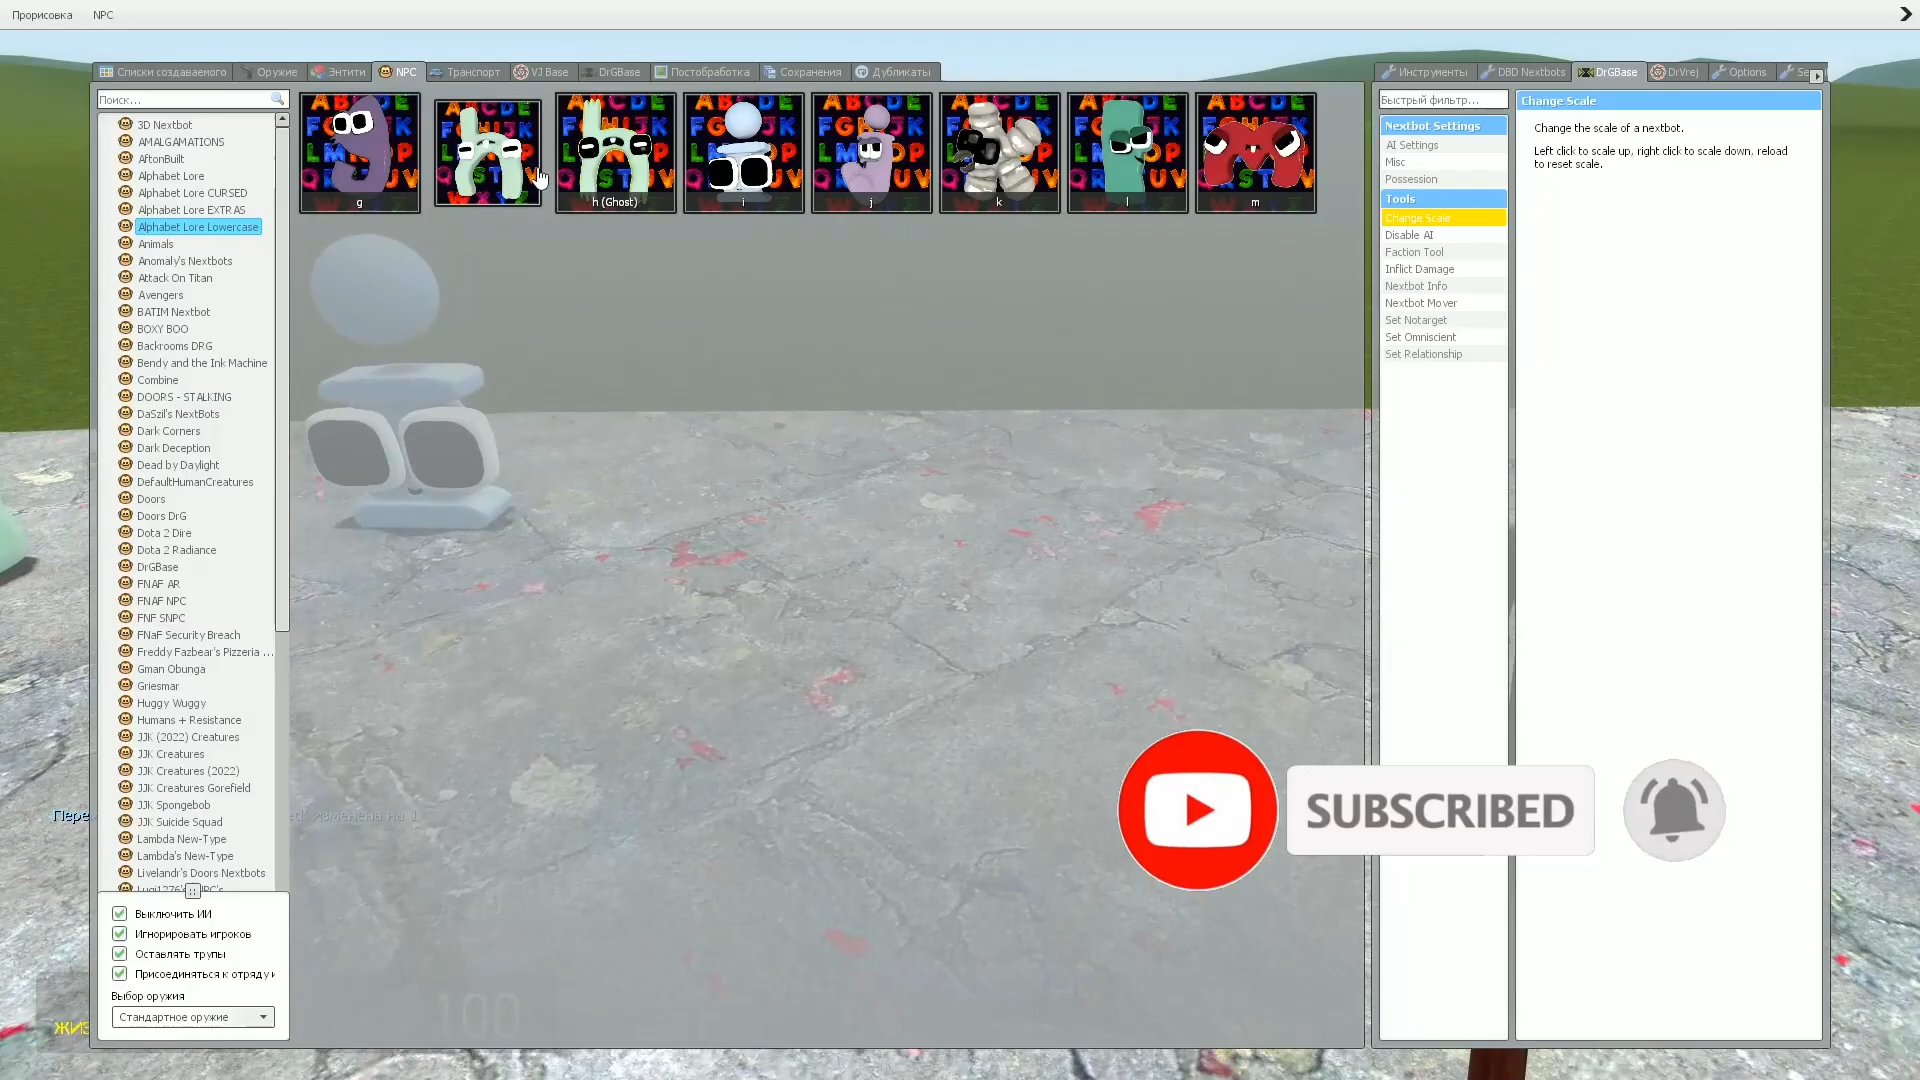 Прорисовка NPC
Списки создаваемого Оружие Энтити NPC Транспорт VJ Base DrGBase Постобработка Сохранения Дубликаты
Инструменты DBD Nextbots DrGBase DrVrej Options
Поиск...
3D Nextbot
AMALGAMATIONS
AftonBuilt
Alphabet Lore
Alphabet Lore CURSED
Alphabet Lore EXTRAS
Alphabet Lore Lowercase
Animals
Anomaly's Nextbots
Attack On Titan
Avengers
BATIM Nextbot
BOXY BOO
Backrooms DRG
Bendy and the Ink Machine
Combine
DOORS - STALKING
DaSzil's NextBots
Dark Corners
Dark Deception
Dead by Daylight
DefaultHumanCreatures
Doors
Doors DrG
Dota 2 Dire
Dota 2 Radiance
DrGBase
FNAF AR
FNAF NPC
FNF SNPC
FNaF Security Breach
Freddy Fazbear's Pizzeria ...
Gman Obunga
Griesmar
Huggy Wuggy
Humans + Resistance
JJK (2022) Creatures
JJK Creatures
JJK Creatures (2022)
JJK Creatures Gorefield
JJK Spongebob
JJK Suicide Squad
Lambda New-Type
Lambda's New-Type
Livelandr's Doors Nextbots
Выключить ИИ
Игнорировать игроков
Оставлять трупы
Присоединяться к отряду и
Выбор оружия
Стандартное оружие
g h (Ghost) i j k l m
Быстрый фильтр...
Nextbot Settings
AI Settings
Misc
Possession
Tools
Change Scale
Disable AI
Faction Tool
Inflict Damage
Nextbot Info
Nextbot Mover
Set Notarget
Set Omniscient
Set Relationship
Change Scale
Change the scale of a nextbot.
Left click to scale up, right click to scale down, reload
to reset scale.
изменена на 1
SUBSCRIBED
100